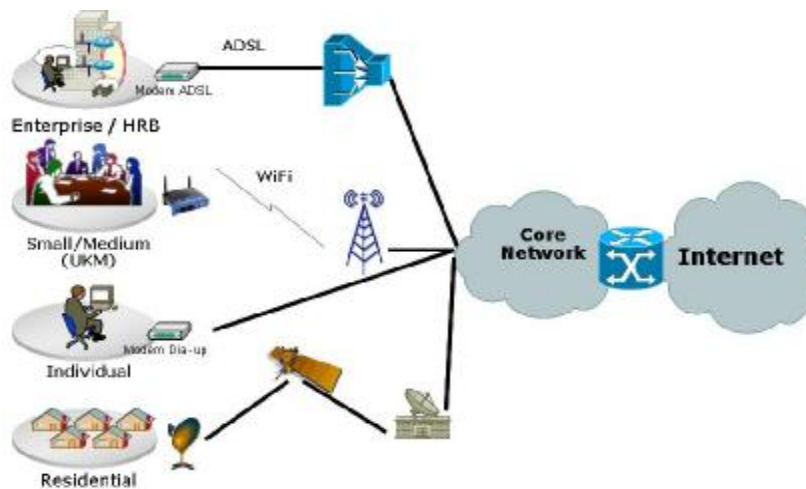 ADSL
Modem ADSL
Enterprise / HRB
WiFi
Small/Medium
(UKM)
Core
Network
Internet
Modem Dia-up
Individual
Residential